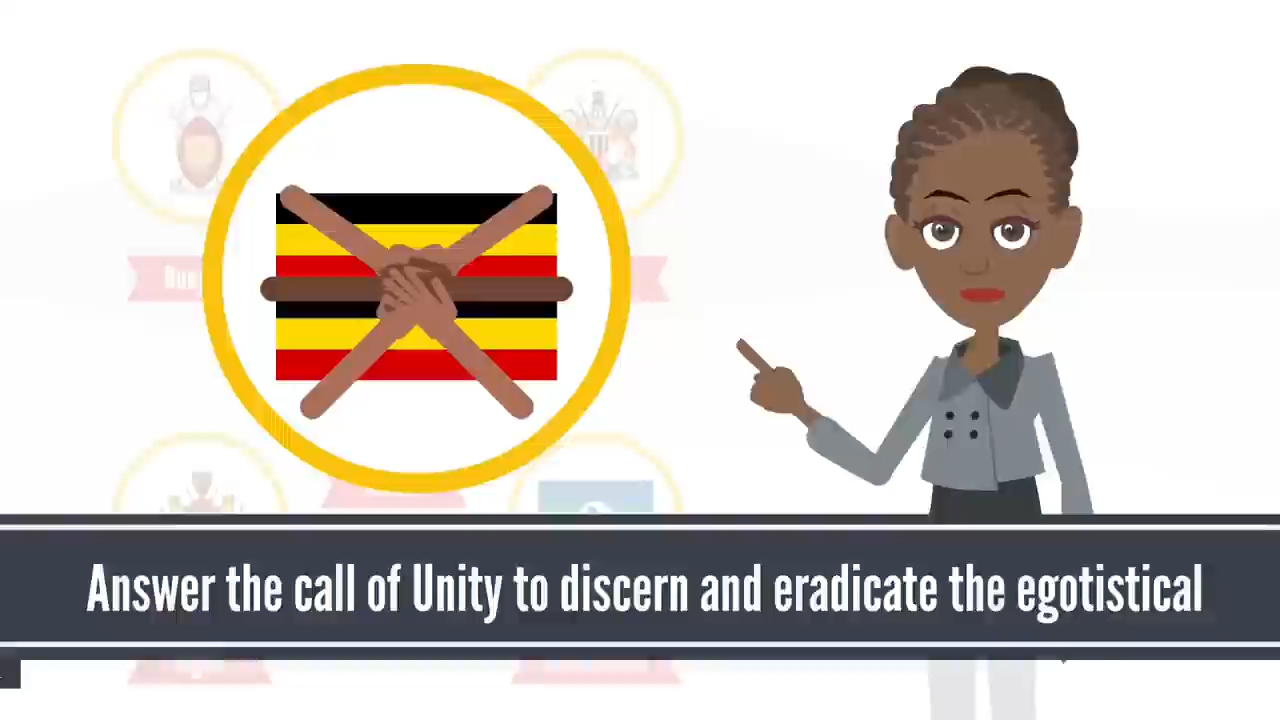 Answer the call of Unity to discern and eradicate the egotistical